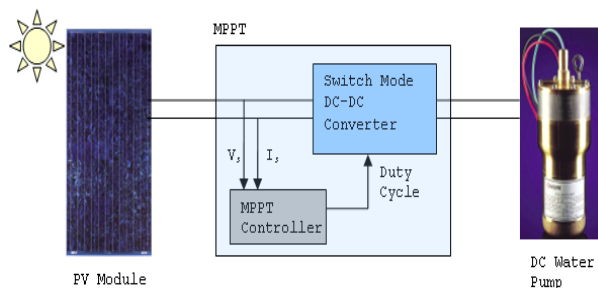 MPPT
Switch Mode
DC-DC
Converter
Vs
Is
Duty
Cycle
MPPT
Controller
PV Module
DC Water
Pump